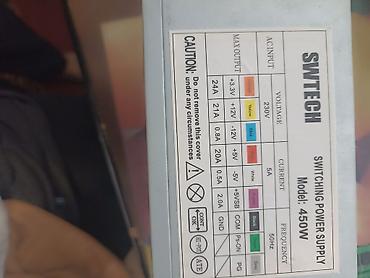 SWTECH
SWITCHING POWER SUPPLY
Model: 450W
AC INPUT VOLTAGE CURRENT FREQUENCY
230V 5A 50Hz
MAX OUTPUT +3.3V +12V -12V +5V -5V +5VSB COM PS-ON PG
24A 21A 0.8A 20A 0.5A 2.0A GND
CAUTION: Do not remove this cover
under any circumstances!